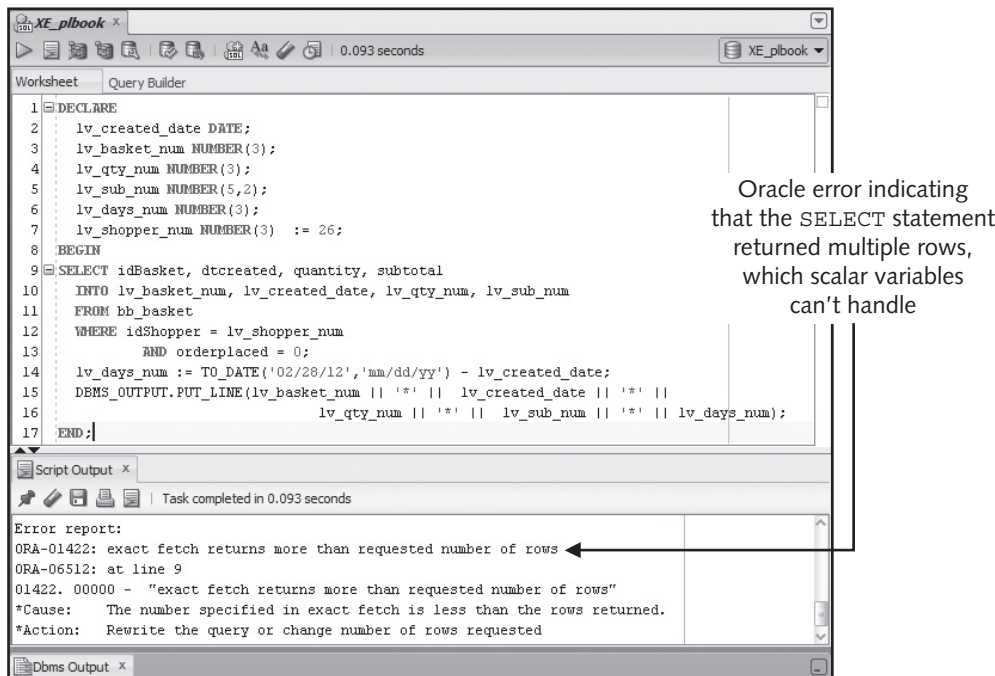 XE_plbook
0.093 seconds
XE_plbook
Worksheet Query Builder
1 DECLARE
2 lv_created_date DATE;
3 lv_basket_num NUMBER(3);
4 lv_qty_num NUMBER(3);
5 lv_sub_num NUMBER(5,2);
6 lv_days_num NUMBER(3);
7 lv_shopper_num NUMBER(3) := 26;
8 BEGIN
9 SELECT idBasket, dtcreated, quantity, subtotal
10 INTO lv_basket_num, lv_created_date, lv_qty_num, lv_sub_num
11 FROM bb_basket
12 WHERE idShopper = lv_shopper_num
13 AND orderplaced = 0;
14 lv_days_num := TO_DATE('02/28/12','mm/dd/yy') - lv_created_date;
15 DBMS_OUTPUT.PUT_LINE(lv_basket_num || '*' || lv_created_date || '*' ||
16 lv_qty_num || '*' || lv_sub_num || '*' || lv_days_num);
17 END;
Oracle error indicating
that the SELECT statement
returned multiple rows,
which scalar variables
can't handle
Script Output
Task completed in 0.093 seconds
Error report:
ORA-01422: exact fetch returns more than requested number of rows
ORA-06512: at line 9
01422. 00000 - "exact fetch returns more than requested number of rows"
*Cause: The number specified in exact fetch is less than the rows returned.
*Action: Rewrite the query or change number of rows requested
Dbms Output